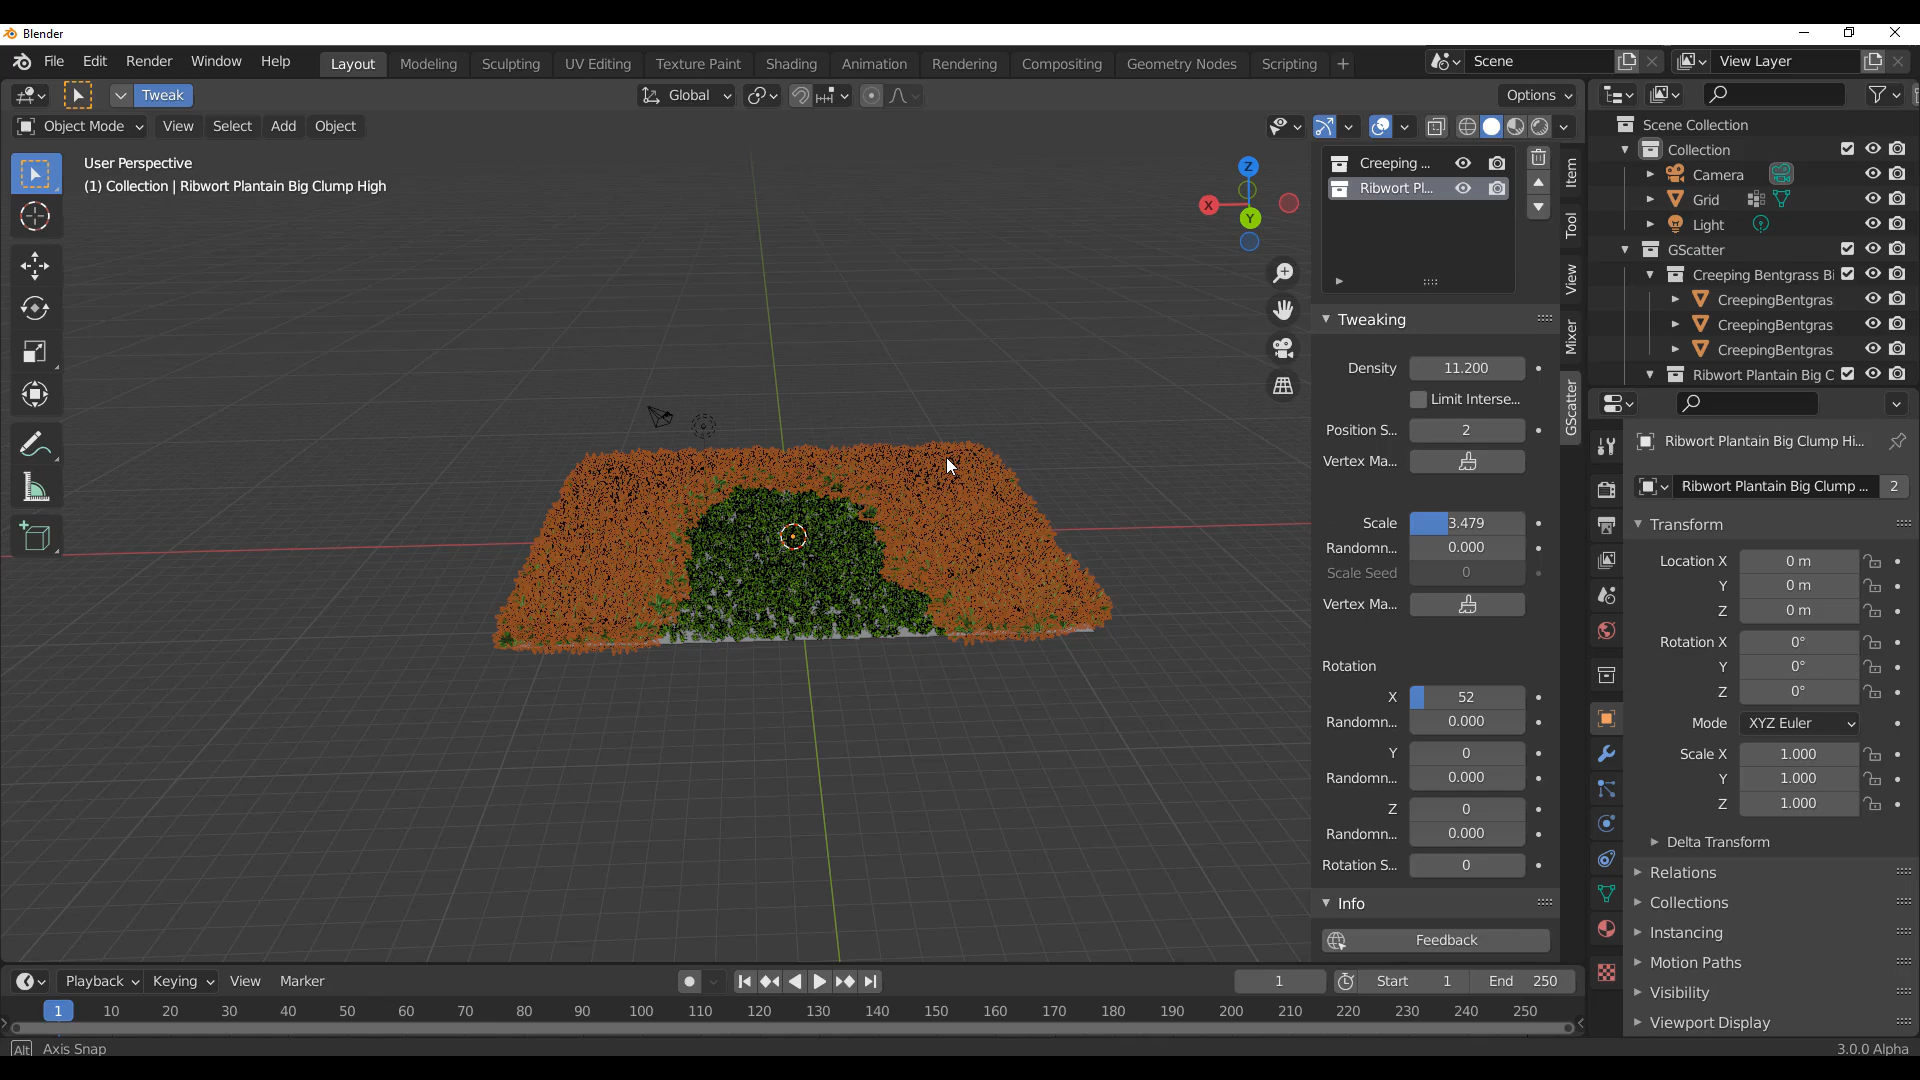 Blender
File Edit Render Window Help
Layout Modeling Sculpting UV Editing Texture Paint Shading Animation Rendering Compositing Geometry Nodes Scripting +
Scene
View Layer
Tweak
Global
Options
Object Mode View Select Add Object
User Perspective
(1) Collection | Ribwort Plantain Big Clump High
Z
X
Y
Creeping ...
Ribwort Pl...
Item
Tool
View
Mixer
GScatter
Tweaking
Density 11.200
Limit Interse...
Position S... 2
Vertex Ma...
Scale 3.479
Randomn... 0.000
Scale Seed 0
Vertex Ma...
Rotation
X 52
Randomn... 0.000
Y 0
Randomn... 0.000
Z 0
Randomn... 0.000
Rotation S... 0
Info
Feedback
Scene Collection
Collection
Camera
Grid
Light
GScatter
Creeping Bentgrass Bi
CreepingBentgras
CreepingBentgras
CreepingBentgras
Ribwort Plantain Big C
Ribwort Plantain Big Clump Hi...
Ribwort Plantain Big Clump ... 2
Transform
Location X 0 m
Y 0 m
Z 0 m
Rotation X 0°
Y 0°
Z 0°
Mode XYZ Euler
Scale X 1.000
Y 1.000
Z 1.000
Delta Transform
Relations
Collections
Instancing
Motion Paths
Visibility
Viewport Display
Playback Keying View Marker
1 Start 1 End 250
1 10 20 30 40 50 60 70 80 90 100 110 120 130 140 150 160 170 180 190 200 210 220 230 240 250
Alt Axis Snap
3.0.0 Alpha